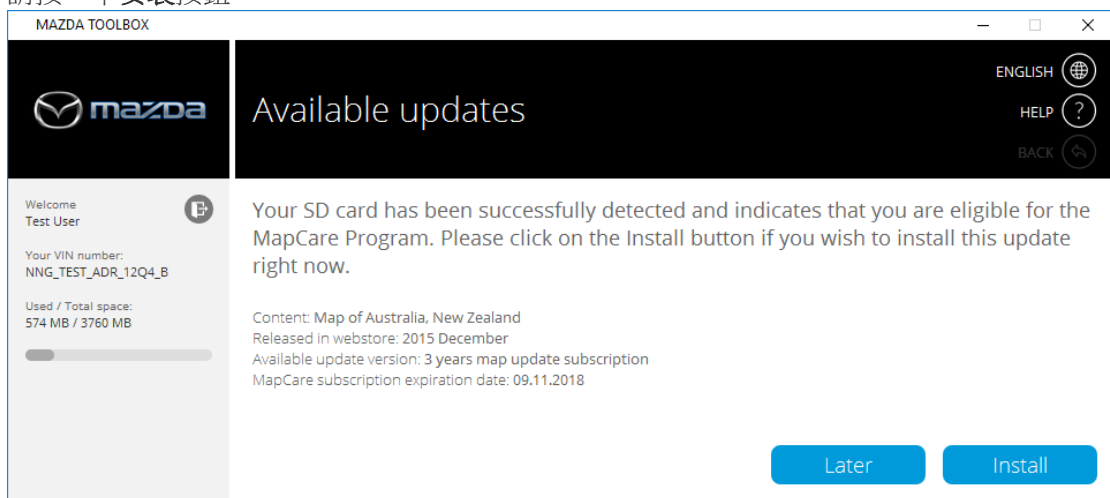 MAZDA TOOLBOX
mazda
Available updates
ENGLISH
HELP
?
BACK
Welcome
Test User
Your VIN number:
NNG_TEST_ADR_12Q4_B
Used / Total space:
574 MB / 3760 MB
Your SD card has been successfully detected and indicates that you are eligible for the
MapCare Program. Please click on the Install button if you wish to install this update
right now.
Content: Map of Australia, New Zealand
Released in webstore: 2015 December
Available update version: 3 years map update subscription
MapCare subscription expiration date: 09.11.2018
Later
Install